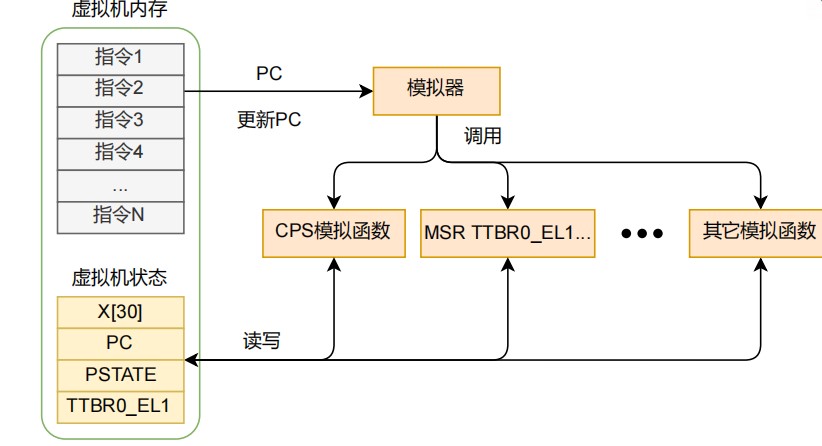 虚拟机内存
指令1
指令2
指令3
指令4
...
指令N
PC
更新PC
模拟器
调用
CPS模拟函数
MSR TTBR0_EL1...
其它模拟函数
虚拟机状态
X[30]
PC
PSTATE
TTBR0_EL1
读写